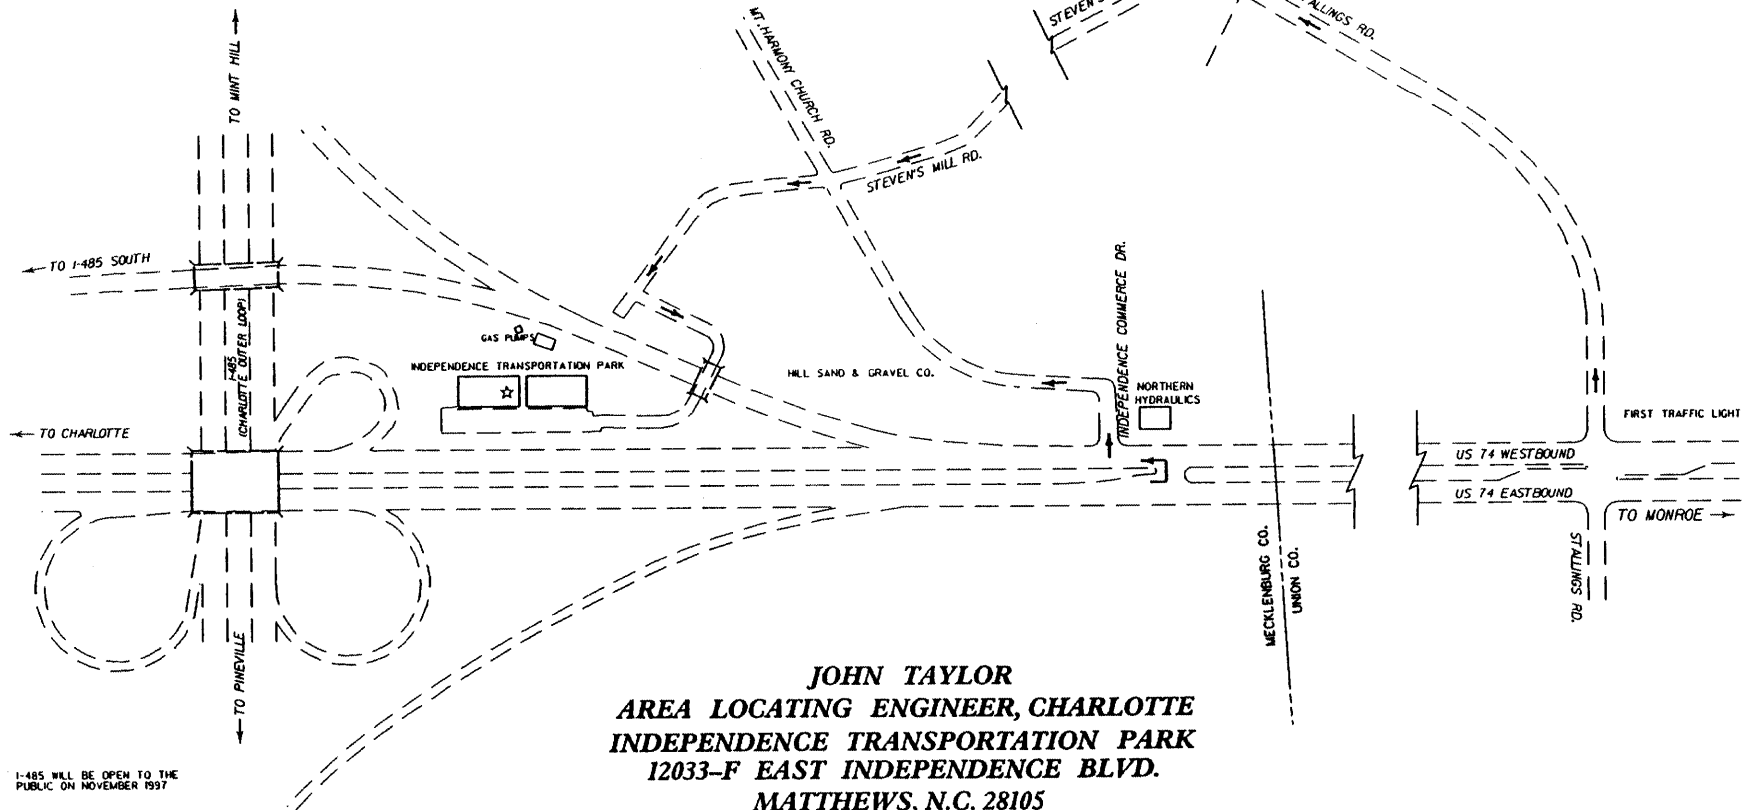 TO MINT HILL
MT. HARMONY CHURCH RD.
STALLINGS RD.
STEVEN'S MILL RD.
TO I-485 SOUTH
I-485
(CHARLOTTE OUTER LOOP)
GAS PUMPS
INDEPENDENCE TRANSPORTATION PARK
HILL SAND & GRAVEL CO.
INDEPENDENCE COMMERCE DR.
NORTHERN
HYDRAULICS
FIRST TRAFFIC LIGHT
TO CHARLOTTE
US 74 WESTBOUND
US 74 EASTBOUND
TO MONROE
STALLINGS RD.
MECKLENBURG CO.
UNION CO.
TO PINEVILLE
JOHN TAYLOR
AREA LOCATING ENGINEER, CHARLOTTE
INDEPENDENCE TRANSPORTATION PARK
12033-F EAST INDEPENDENCE BLVD.
MATTHEWS, N.C. 28105
I-485 WILL BE OPEN TO THE
PUBLIC ON NOVEMBER 1997